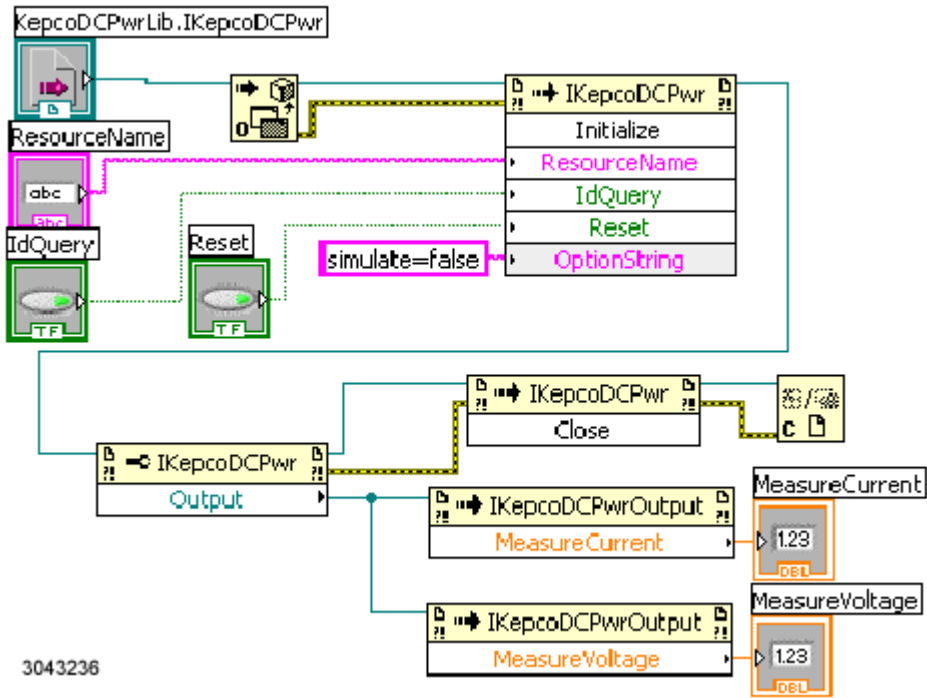 KepcoDCPwrLib.IKepcoDCPwr
ResourceName
abc
abc
IdQuery
TF
Reset
TF
simulate=false
?!
IKepcoDCPwr
?!
Initialize
ResourceName
IdQuery
Reset
OptionString
?!
IKepcoDCPwr
?!
Close
C
?!
IKepcoDCPwr
?!
Output
?!
IKepcoDCPwrOutput
?!
MeasureCurrent
MeasureCurrent
1.23
DBL
?!
IKepcoDCPwrOutput
?!
MeasureVoltage
MeasureVoltage
1.23
DBL
3043236